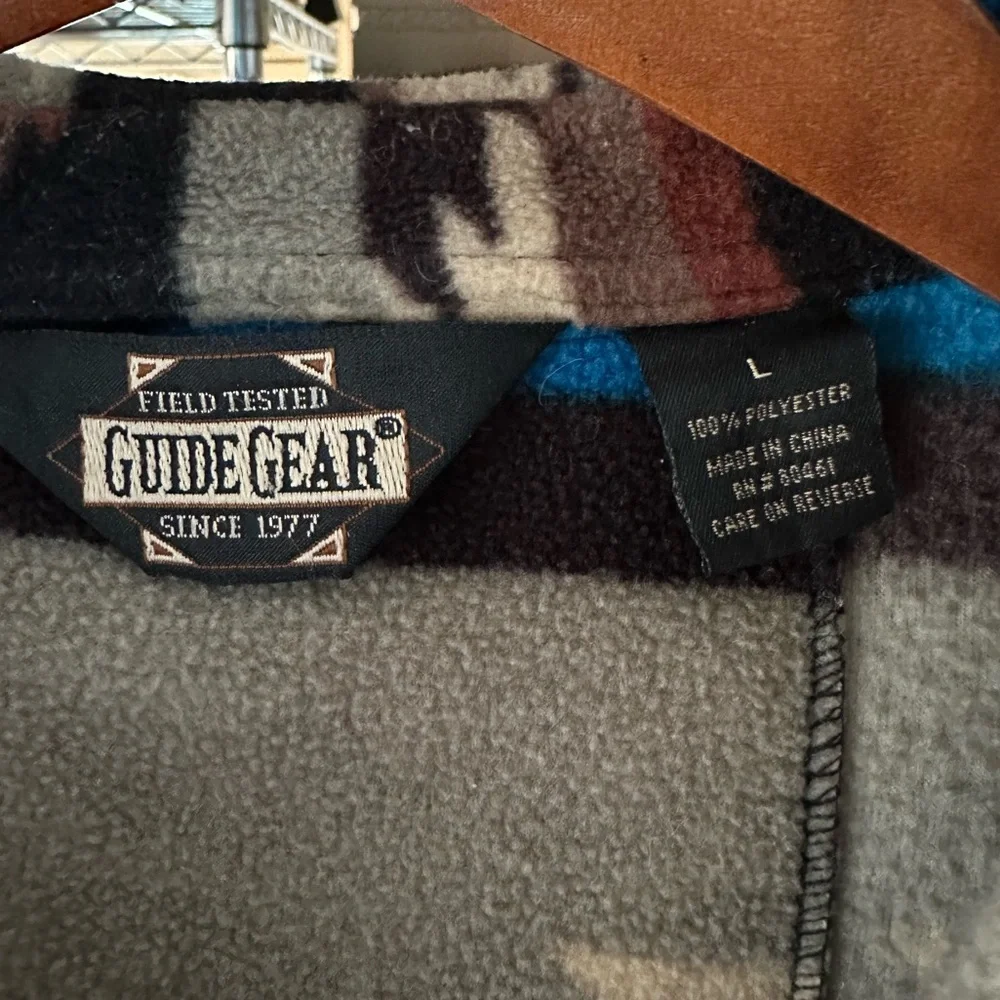 FIELD TESTED
GUIDE GEAR®
SINCE 1977
L
100% POLYESTER
MADE IN CHINA
RN # 80461
CARE ON REVERSE